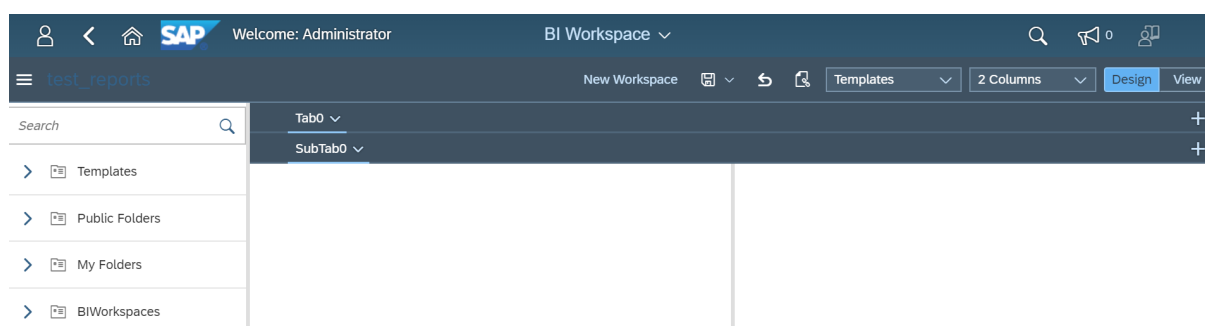 SAP Welcome: Administrator BI Workspace 0
test_reports New Workspace Templates 2 Columns Design View
Search
Tab0
SubTab0
Templates
Public Folders
My Folders
BIWorkspaces